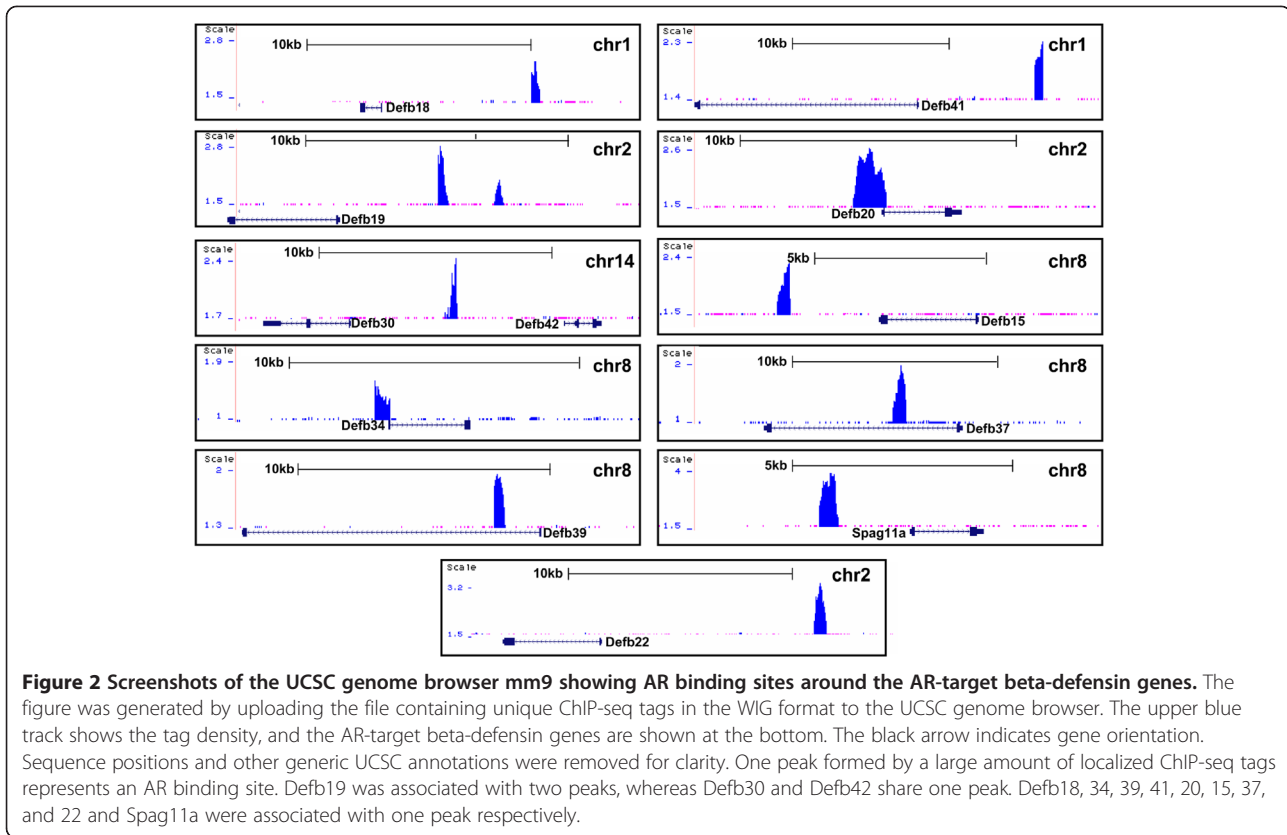 Scale
2.8
10kb
chr1
1.5
Defb18
Scale
2.3
10kb
chr1
1.4
Defb41
Scale
2.8
10kb
chr2
1.5
Defb19
Scale
2.6
10kb
chr2
1.5
Defb20
Scale
2.4
10kb
chr14
1.7
Defb30
Defb42
Scale
2.4
5kb
chr8
.1.5
Defb15
Scale
1.9
10kb
chr8
1
Defb34
Scale
2
10kb
chr8
1
Defb37
Scale
2
10kb
chr8
1.3
Defb39
Scale
4
5kb
chr8
1.5
Spag11a
Scale
3.2
10kb
chr2
1.5
Defb22
Figure 2 Screenshots of the UCSC genome browser mm9 showing AR binding sites around the AR-target beta-defensin genes. The
figure was generated by uploading the file containing unique ChIP-seq tags in the WIG format to the UCSC genome browser. The upper blue
track shows the tag density, and the AR-target beta-defensin genes are shown at the bottom. The black arrow indicates gene orientation.
Sequence positions and other generic UCSC annotations were removed for clarity. One peak formed by a large amount of localized ChIP-seq tags
represents an AR binding site. Defb19 was associated with two peaks, whereas Defb30 and Defb42 share one peak. Defb18, 34, 39, 41, 20, 15, 37,
and 22 and Spag11a were associated with one peak respectively.